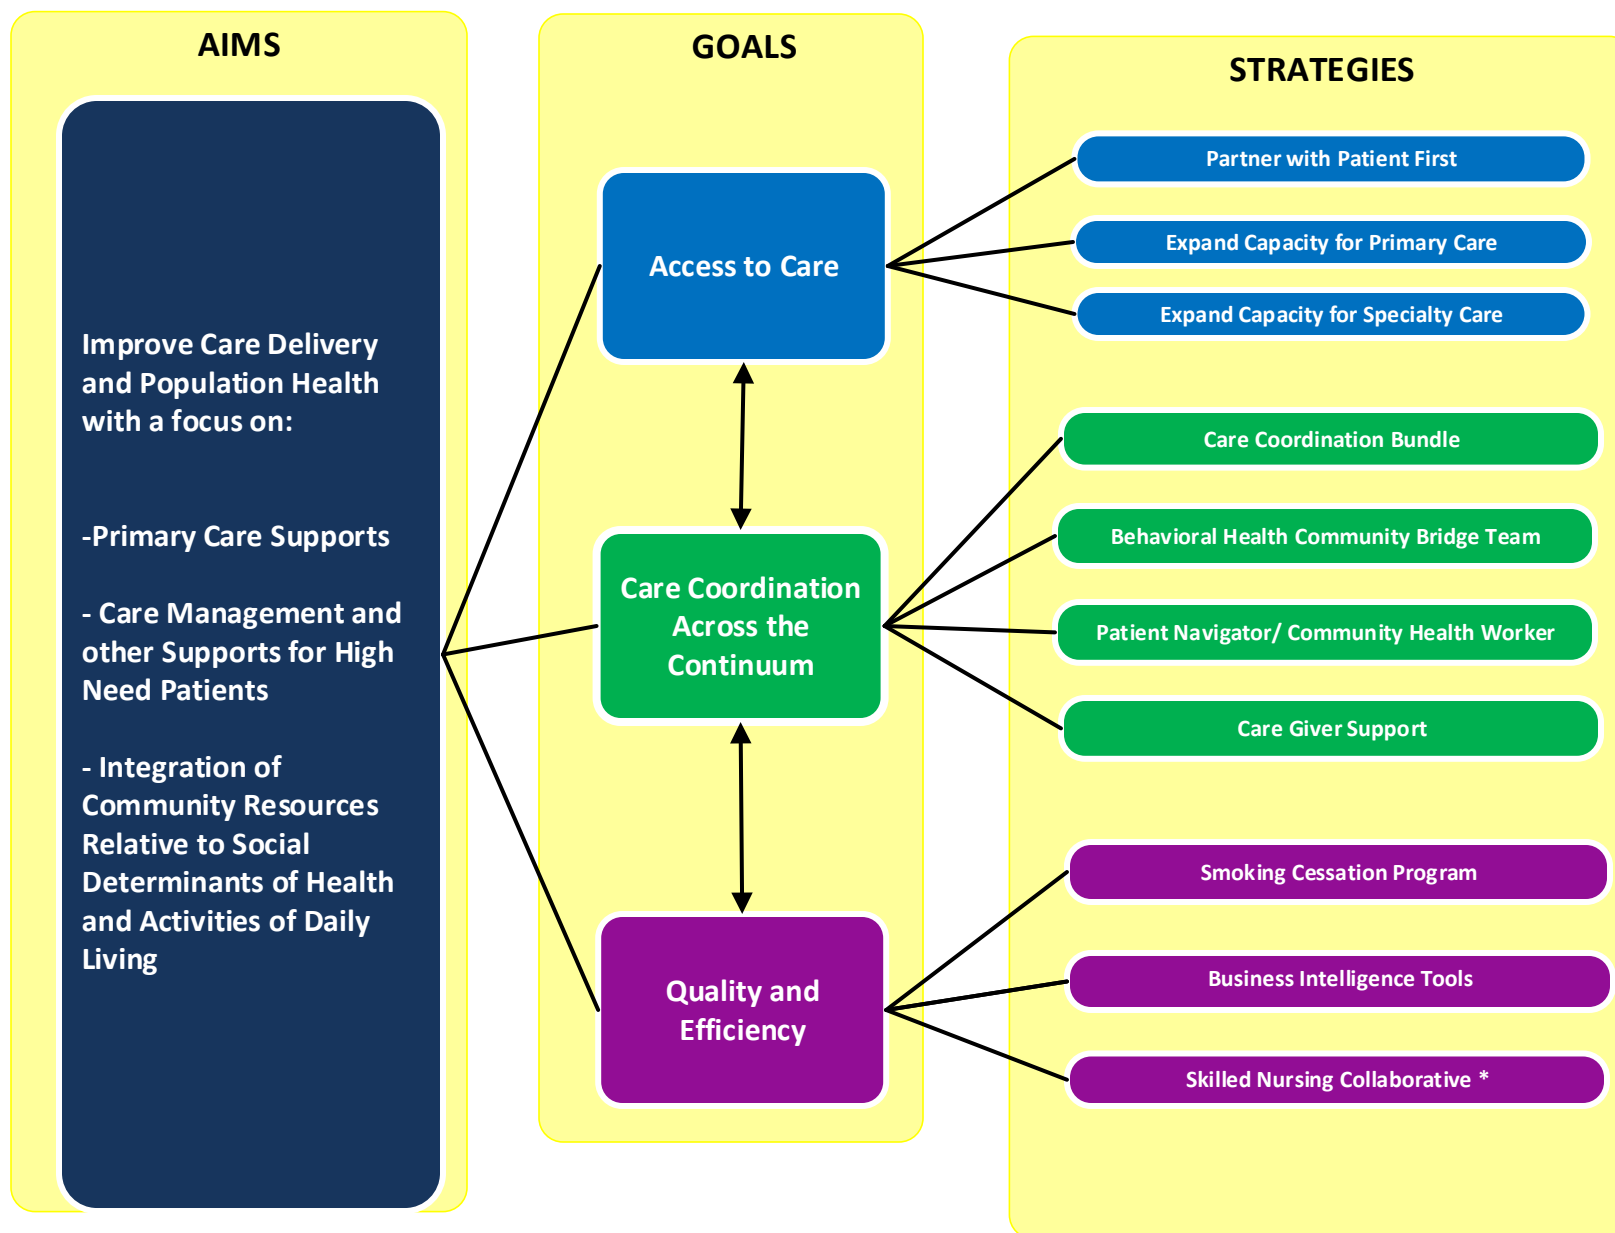 AIMS
Improve Care Delivery
and Population Health
with a focus on:
-Primary Care Supports
- Care Management and
other Supports for High
Need Patients
- Integration of
Community Resources
Relative to Social
Determinants of Health
and Activities of Daily
Living
GOALS
Access to Care
Care Coordination
Across the
Continuum
Quality and
Efficiency
STRATEGIES
Partner with Patient First
Expand Capacity for Primary Care
Expand Capacity for Specialty Care
Care Coordination Bundle
Behavioral Health Community Bridge Team
Patient Navigator/ Community Health Worker
Care Giver Support
Smoking Cessation Program
Business Intelligence Tools
Skilled Nursing Collaborative *